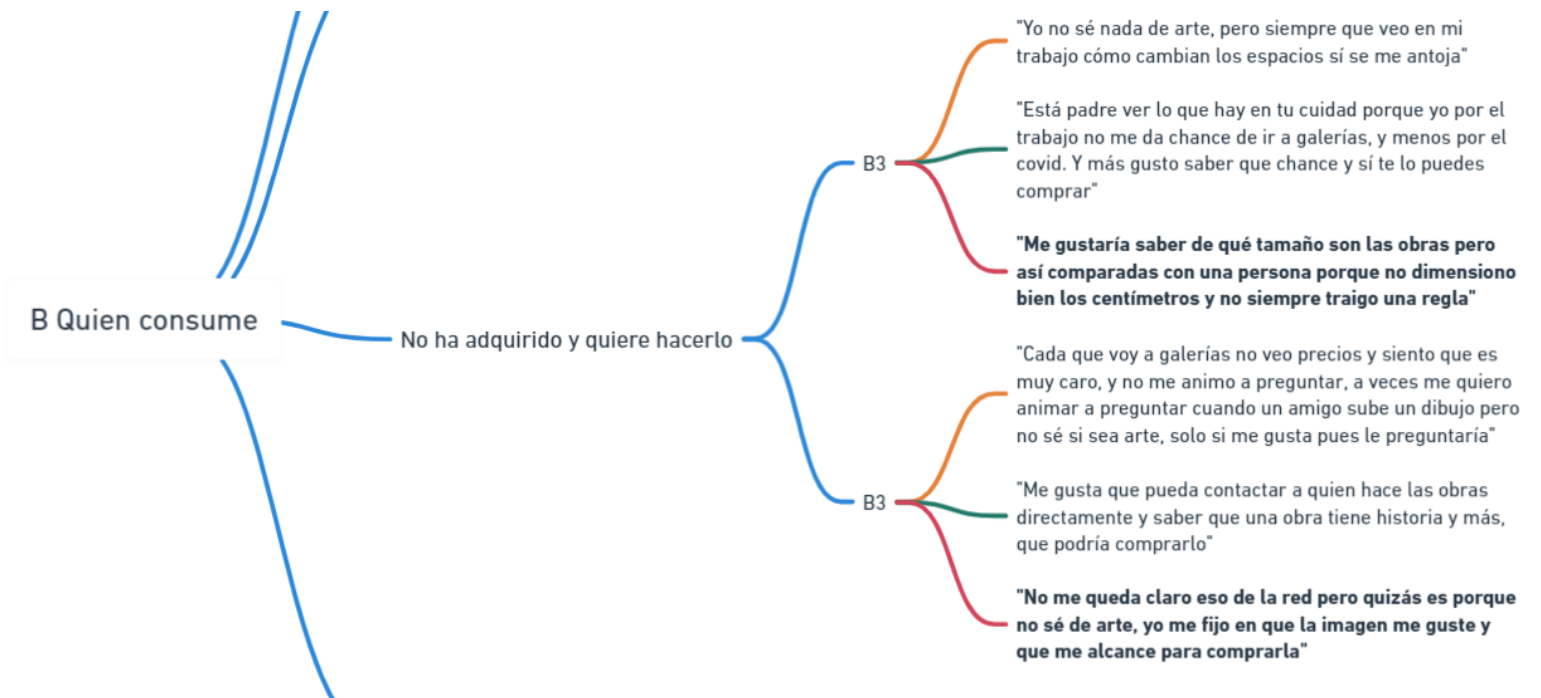 B Quien consume
No ha adquirido y quiere hacerlo
B3
"Yo no sé nada de arte, pero siempre que veo en mi
trabajo cómo cambian los espacios sí se me antoja"
"Está padre ver lo que hay en tu cuidad porque yo por el
trabajo no me da chance de ir a galerías, y menos por el
covid. Y más gusto saber que chance y sí te lo puedes
comprar"
"Me gustaría saber de qué tamaño son las obras pero
así comparadas con una persona porque no dimensiono
bien los centímetros y no siempre traigo una regla"
B3
"Cada que voy a galerías no veo precios y siento que es
muy caro, y no me animo a preguntar, a veces me quiero
animar a preguntar cuando un amigo sube un dibujo pero
no sé si sea arte, solo si me gusta pues le preguntaría"
"Me gusta que pueda contactar a quien hace las obras
directamente y saber que una obra tiene historia y más,
que podría comprarlo"
"No me queda claro eso de la red pero quizás es porque
no sé de arte, yo me fijo en que la imagen me guste y
que me alcance para comprarla"